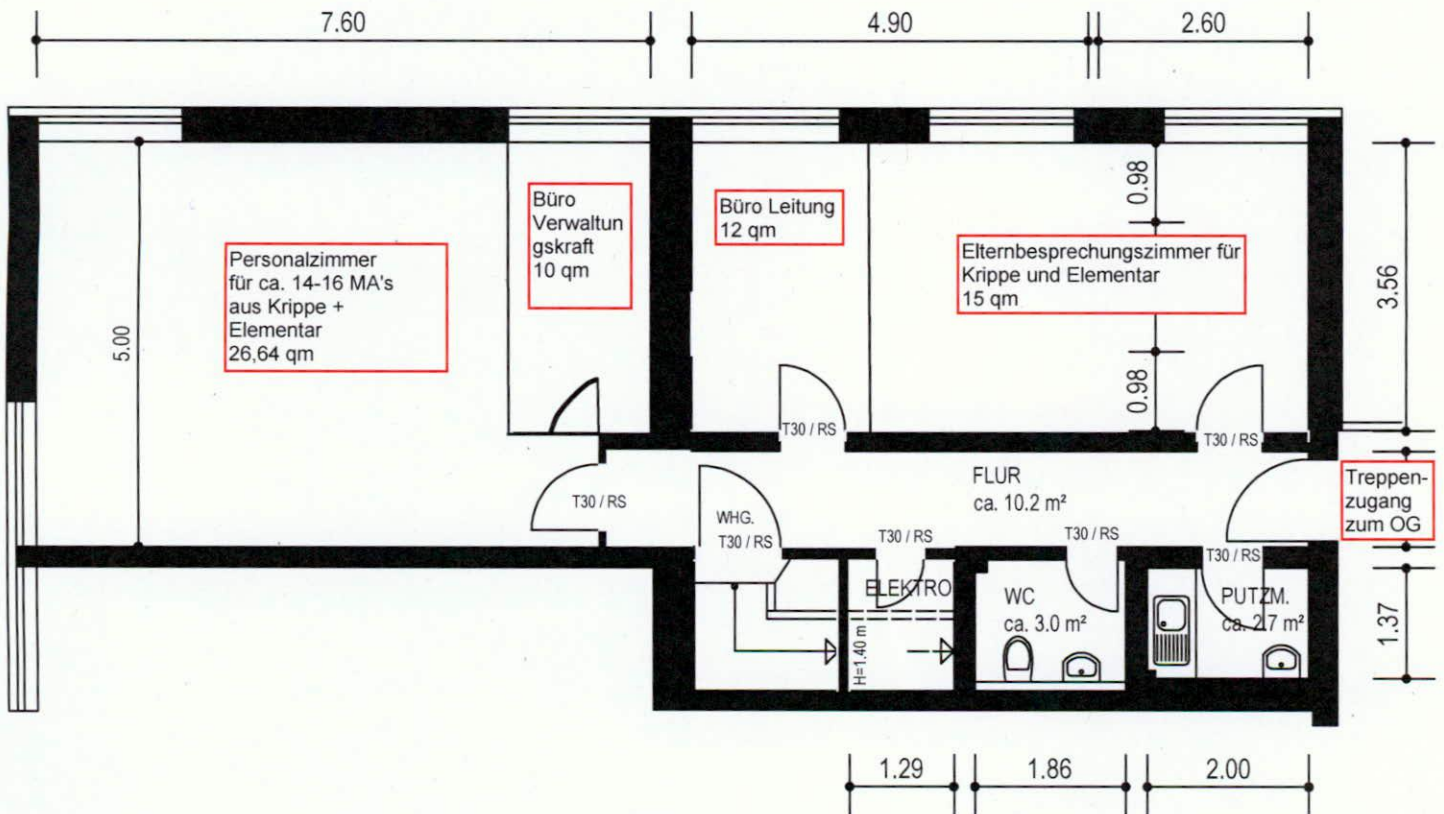 7.60
4.90
2.60
Personalzimmer
für ca. 14-16 MA's
aus Krippe +
Elementar
26,64 qm
Büro
Verwaltun
gskraft
10 qm
Büro Leitung
12 qm
Elternbesprechungszimmer für
Krippe und Elementar
15 qm
0.98
0.98
3.56
5.00
T30 / RS
T30 / RS
T30 / RS
FLUR
ca. 10.2 m²
Treppen-
zugang
zum OG
WHG.
T30 / RS
T30 / RS
T30 / RS
T30 / RS
ELEKTRO
H=1.40 m
WC
ca. 3.0 m²
PUTZM.
ca. 2.7 m²
1.37
1.29
1.86
2.00